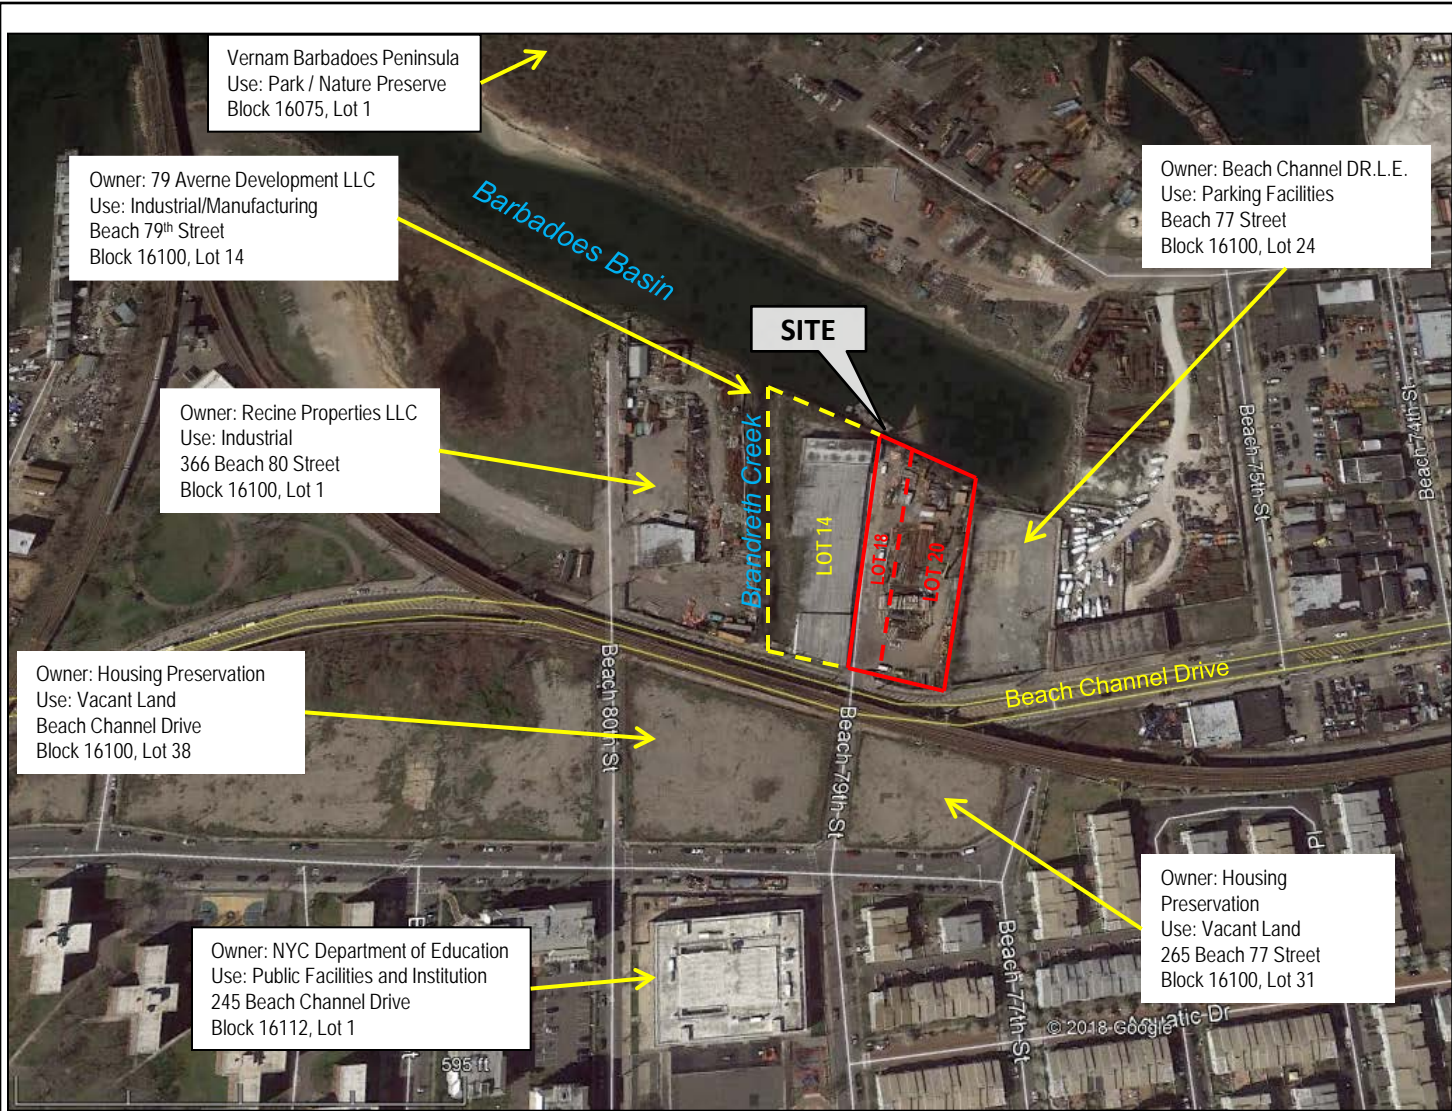 Vernam Barbadoes Peninsula
Use: Park / Nature Preserve
Block 16075, Lot 1
Owner: 79 Averne Development LLC
Use: Industrial/Manufacturing
Beach 79th Street
Block 16100, Lot 14
Owner: Beach Channel DR.L.E.
Use: Parking Facilities
Beach 77 Street
Block 16100, Lot 24
Barbadoes Basin
SITE
Owner: Recine Properties LLC
Use: Industrial
366 Beach 80 Street
Block 16100, Lot 1
Brandreth Creek
LOT 14
LOT 18
LOT 20
Beach 75th St
Beach 74th St
Beach Channel Drive
Owner: Housing Preservation
Use: Vacant Land
Beach Channel Drive
Block 16100, Lot 38
Beach 80th St
Beach 79th St
Owner: Housing
Preservation
Use: Vacant Land
265 Beach 77 Street
Block 16100, Lot 31
Owner: NYC Department of Education
Use: Public Facilities and Institution
245 Beach Channel Drive
Block 16112, Lot 1
Beach 77th St
Pl
© 2018 Google
Aquatic Dr
595 ft